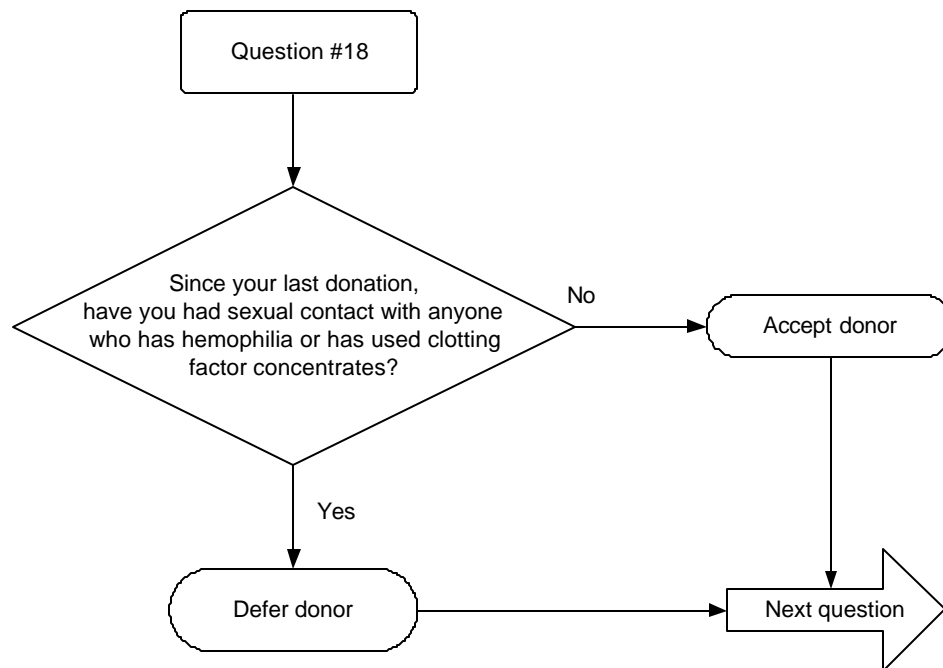 Question #18
Since your last donation,
have you had sexual contact with anyone
who has hemophilia or has used clotting
factor concentrates?
No
Accept donor
Yes
Defer donor
Next question